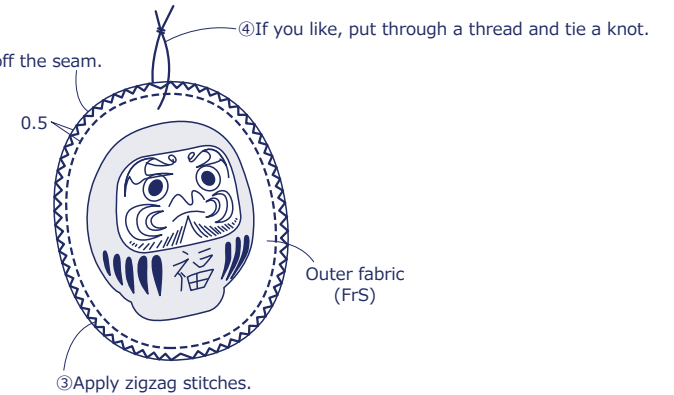 ④If you like, put through a thread and tie a knot.
off the seam.
0.5
福
Outer fabric
(FrS)
③Apply zigzag stitches.